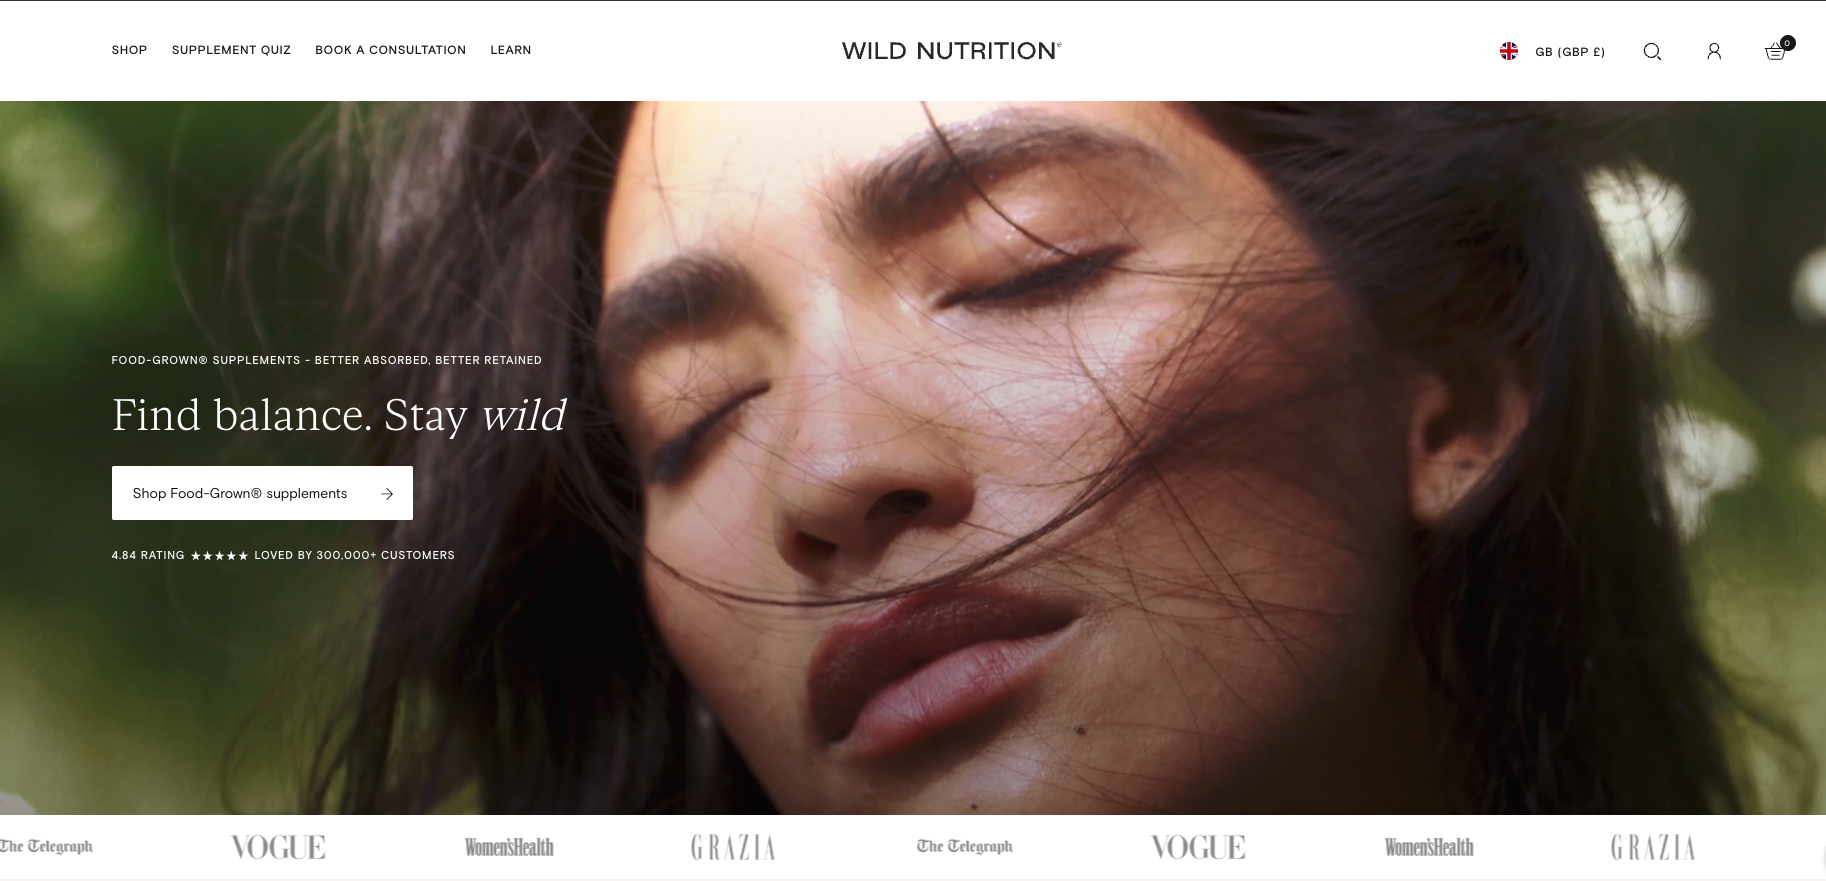 SHOP SUPPLEMENT QUIZ BOOK A CONSULTATION LEARN
WILD NUTRITION®
GB (GBP £)
0
FOOD-GROWN® SUPPLEMENTS - BETTER ABSORBED, BETTER RETAINED
Find balance. Stay wild
Shop Food-Grown® supplements →
4.84 RATING ★★★★★ LOVED BY 300,000+ CUSTOMERS
The Telegraph VOGUE Women'sHealth GRAZIA The Telegraph VOGUE Women'sHealth GRAZIA